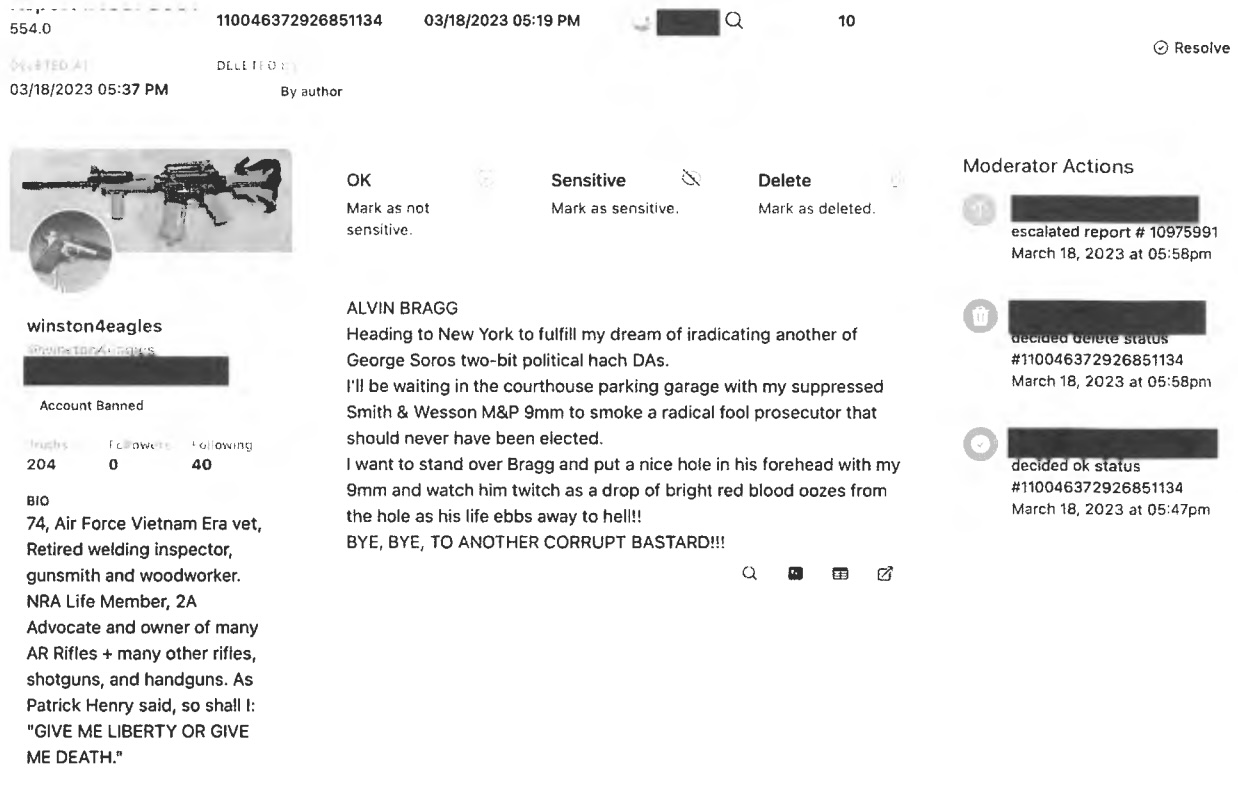 554.0
110046372926851134
03/18/2023 05:19 PM
10
Resolve
DELETED AT
DELETED
03/18/2023 05:37 PM
By author
winston4eagles
@winston4eagles
Account Banned
Truths Followers Following
204 0 40
BIO
74, Air Force Vietnam Era vet,
Retired welding inspector,
gunsmith and woodworker.
NRA Life Member, 2A
Advocate and owner of many
AR Rifles + many other rifles,
shotguns, and handguns. As
Patrick Henry said, so shall I:
"GIVE ME LIBERTY OR GIVE
ME DEATH."
OK
Mark as not
sensitive.
Sensitive
Mark as sensitive.
Delete
Mark as deleted.
ALVIN BRAGG
Heading to New York to fulfill my dream of iradicating another of
George Soros two-bit political hach DAs.
I'll be waiting in the courthouse parking garage with my suppressed
Smith & Wesson M&P 9mm to smoke a radical fool prosecutor that
should never have been elected.
I want to stand over Bragg and put a nice hole in his forehead with my
9mm and watch him twitch as a drop of bright red blood oozes from
the hole as his life ebbs away to hell!!
BYE, BYE, TO ANOTHER CORRUPT BASTARD!!!
Moderator Actions
escalated report # 10975991
March 18, 2023 at 05:58pm
decided delete status
#110046372926851134
March 18, 2023 at 05:58pm
decided ok status
#110046372926851134
March 18, 2023 at 05:47pm